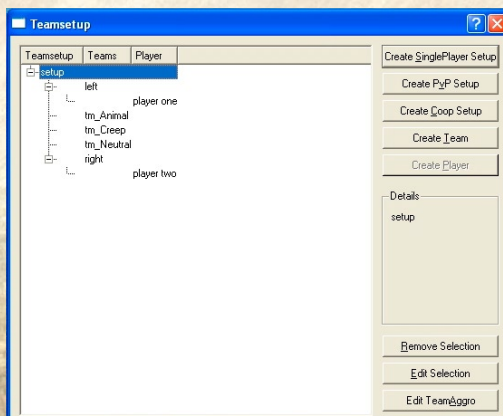 Teamsetup
Teamsetup Teams Player
setup
left
player one
tm_Animal
tm_Creep
tm_Neutral
right
player two
Create SinglePlayer Setup
Create PvP Setup
Create Coop Setup
Create Team
Create Player
Details
setup
Remove Selection
Edit Selection
Edit TeamAggro